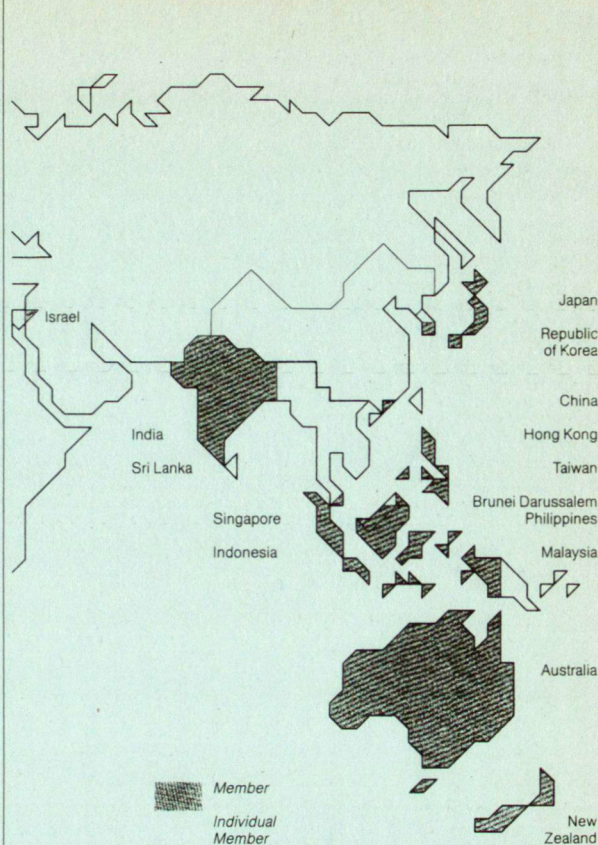 Israel
Japan
Republic
of Korea
China
India
Hong Kong
Sri Lanka
Taiwan
Brunei Darussalem
Singapore
Philippines
Indonesia
Malaysia
Australia
Member
Individual
Member
New
Zealand